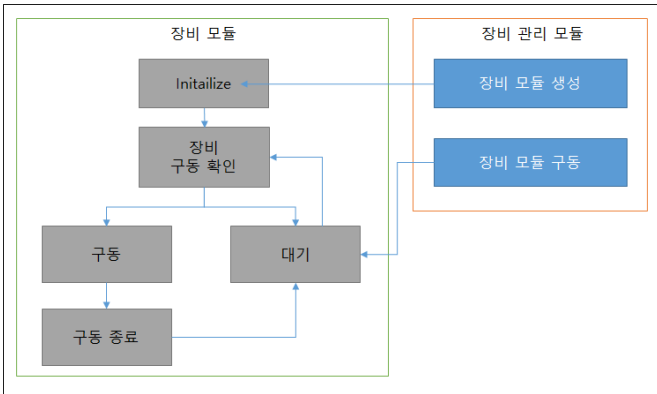 장비 모듈
Initailize
장비
구동 확인
구동
대기
구동 종료
장비 관리 모듈
장비 모듈 생성
장비 모듈 구동